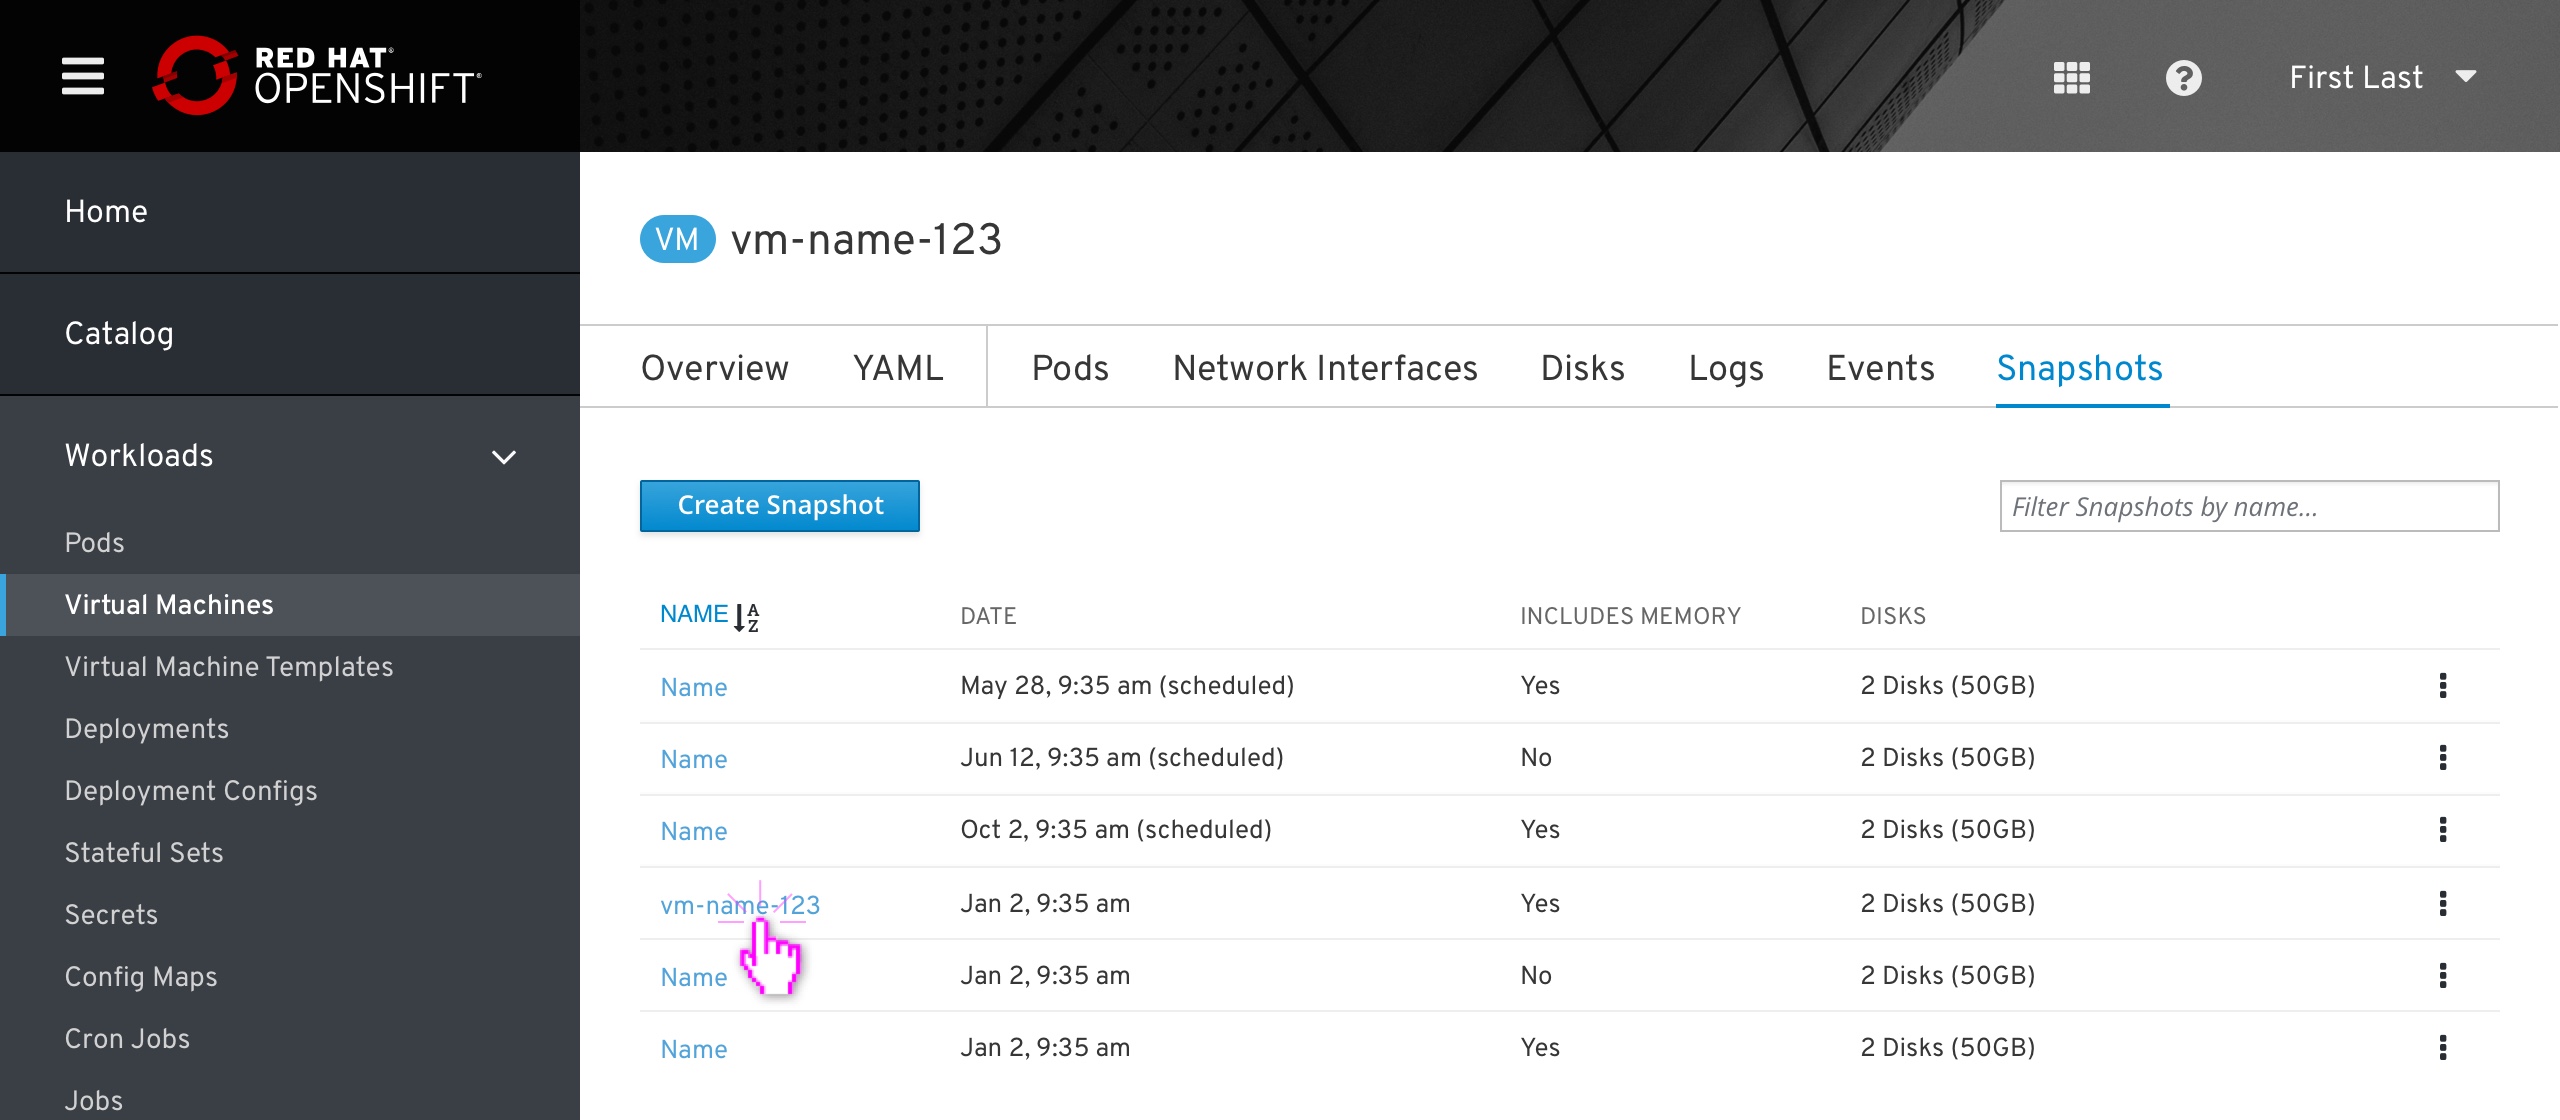 RED HAT®
OPENSHIFT®
First Last
Home
Catalog
Workloads
Pods
Virtual Machines
Virtual Machine Templates
Deployments
Deployment Configs
Stateful Sets
Secrets
Config Maps
Cron Jobs
Jobs
VM vm-name-123
Overview YAML Pods Network Interfaces Disks Logs Events Snapshots
Create Snapshot
Filter Snapshots by name...
NAME A Z DATE INCLUDES MEMORY DISKS
Name May 28, 9:35 am (scheduled) Yes 2 Disks (50GB)
Name Jun 12, 9:35 am (scheduled) No 2 Disks (50GB)
Name Oct 2, 9:35 am (scheduled) Yes 2 Disks (50GB)
vm-name-123 Jan 2, 9:35 am Yes 2 Disks (50GB)
Name Jan 2, 9:35 am No 2 Disks (50GB)
Name Jan 2, 9:35 am Yes 2 Disks (50GB)